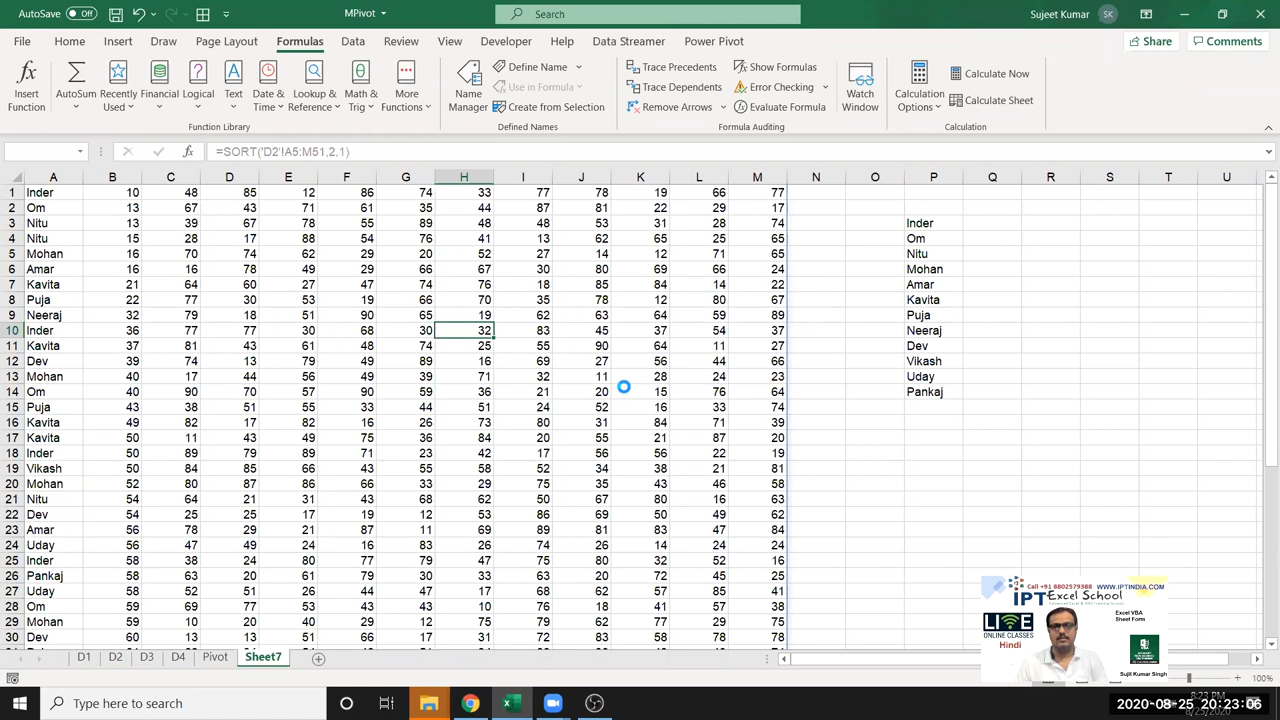 AutoSave Off MPivot Search Sujeet Kumar SK
File Home Insert Draw Page Layout Formulas Data Review View Developer Help Data Streamer Power Pivot Share Comments
Insert Function AutoSum Recently Used Financial Logical Text Date & Time Lookup & Reference Math & Trig More Functions
Function Library
Name Manager Define Name Use in Formula Create from Selection
Defined Names
Trace Precedents Trace Dependents Remove Arrows Show Formulas Error Checking Evaluate Formula Watch Window
Formula Auditing
Calculation Options Calculate Now Calculate Sheet
Calculation
fx =SORT('D2'!A5:M51,2,1)
A B C D E F G H I J K L M N O P Q R S T U
1 Inder 10 48 85 12 86 74 33 77 78 19 66 77
2 Om 13 67 43 71 61 35 44 87 81 22 29 17
3 Nitu 13 39 67 78 55 89 48 48 53 31 28 74 Inder
4 Nitu 15 28 17 88 54 76 41 13 62 65 25 65 Om
5 Mohan 16 70 74 62 29 20 52 27 14 12 71 65 Nitu
6 Amar 16 16 78 49 29 66 67 30 80 69 66 24 Mohan
7 Kavita 21 64 60 27 47 74 76 18 85 84 14 22 Amar
8 Puja 22 77 30 53 19 66 70 35 78 12 80 67 Kavita
9 Neeraj 32 79 18 51 90 65 19 62 63 64 59 89 Puja
10 Inder 36 77 77 30 68 30 32 83 45 37 54 37 Neeraj
11 Kavita 37 81 43 61 48 74 25 55 90 64 11 27 Dev
12 Dev 39 74 13 79 49 89 16 69 27 56 44 66 Vikash
13 Mohan 40 17 44 56 49 39 71 32 11 28 24 23 Uday
14 Om 40 90 70 57 90 59 36 21 20 15 76 64 Pankaj
15 Puja 43 38 51 55 33 44 51 24 52 16 33 74
16 Kavita 49 82 17 82 16 26 73 80 31 84 71 39
17 Kavita 50 11 43 49 75 36 84 20 55 21 87 20
18 Inder 50 89 79 89 71 23 42 17 56 56 22 19
19 Vikash 50 84 85 66 43 55 58 52 34 38 21 81
20 Mohan 52 80 87 86 66 33 29 35 35 43 46 58
21 Nitu 54 64 21 31 43 68 62 50 67 80 16 63
22 Dev 54 25 25 17 19 12 53 86 69 50 49 62
23 Amar 56 78 29 21 87 11 69 89 81 83 47 84
24 Uday 56 47 49 24 16 83 26 74 26 14 24 24
25 Inder 58 38 24 80 77 79 47 75 80 32 52 16
26 Pankaj 58 63 20 61 79 30 33 63 20 72 45 25
27 Uday 58 52 51 25 44 47 17 68 62 57 85 41
28 Om 59 69 77 53 43 43 10 76 18 41 57 38
29 Mohan 59 10 20 40 29 12 75 79 62 77 29 75
30 Dev 60 13 13 51 66 17 31 72 83 58 78 78
Call +91 8802579388 WWW.IPTINDIA.COM
IPT Excel School
LIVE
ONLINE CLASSES
Hindi
Excel VBA
Sheet Form
Sujit Kumar Singh
D1 D2 D3 D4 Pivot Sheet7
100%
Type here to search
8:23 PM
2020-08-25 20:23:06